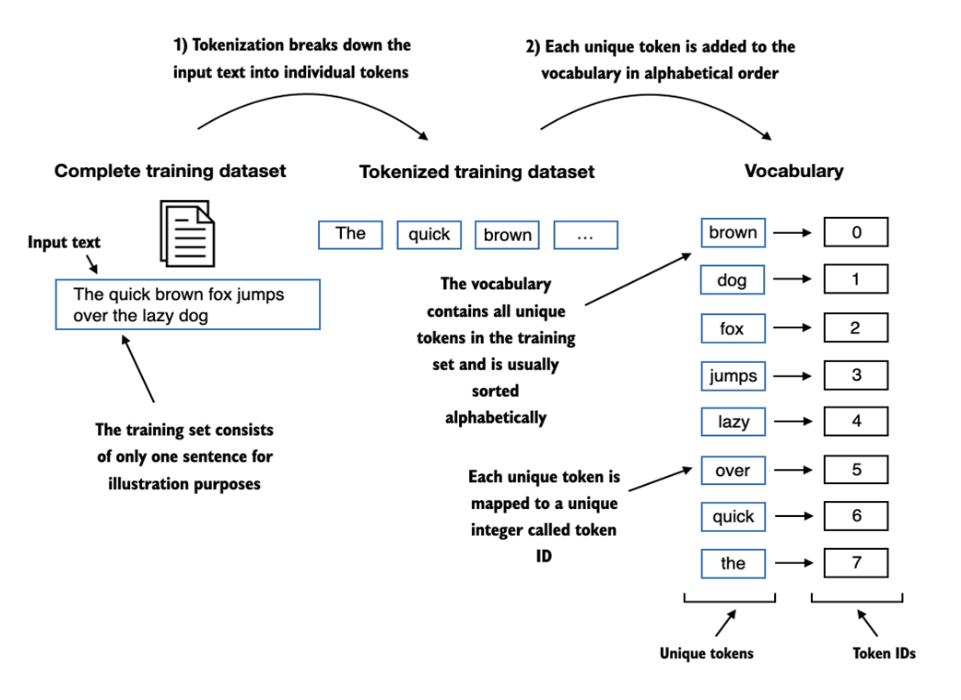 1) Tokenization breaks down the
input text into individual tokens
2) Each unique token is added to the
vocabulary in alphabetical order
Complete training dataset
Tokenized training dataset
Vocabulary
Input text
The quick brown fox jumps
over the lazy dog
The training set consists
of only one sentence for
illustration purposes
The
quick
brown
...
The vocabulary
contains all unique
tokens in the training
set and is usually
sorted
alphabetically
Each unique token is
mapped to a unique
integer called token
ID
brown 0
dog 1
fox 2
jumps 3
lazy 4
over 5
quick 6
the 7
Unique tokens
Token IDs